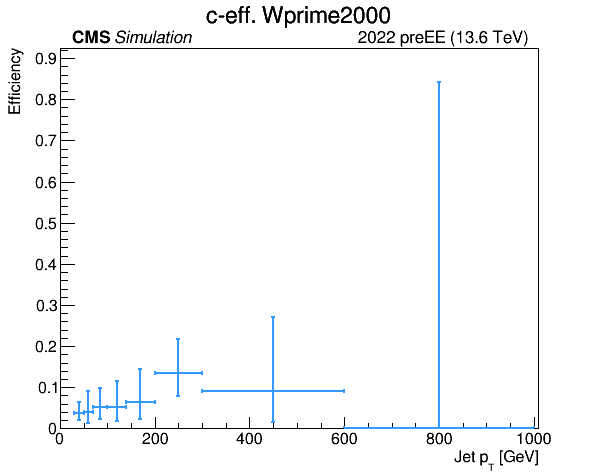 c-eff. Wprime2000
CMS Simulation 2022 preEE (13.6 TeV)
Efficiency
0.9
0.8
0.7
0.6
0.5
0.4
0.3
0.2
0.1
0
0 200 400 600 800 1000
Jet p_T [GeV]